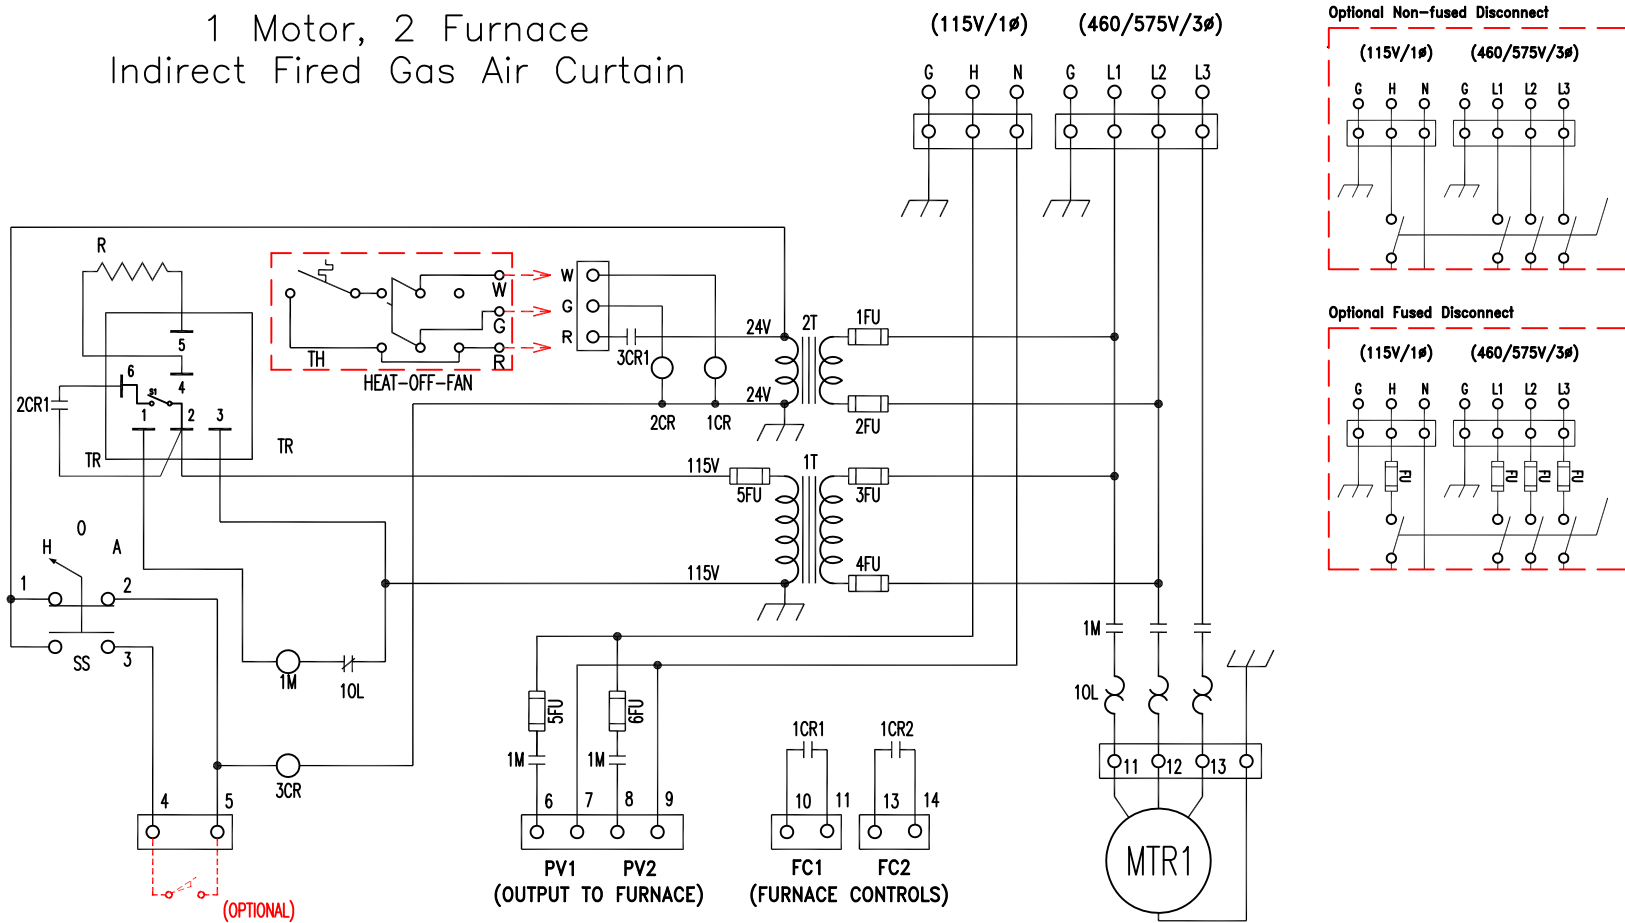 1 Motor, 2 Furnace
Indirect Fired Gas Air Curtain
(115V/1ø) (460/575V/3ø)
G H N G L1 L2 L3
Optional Non-fused Disconnect
(115V/1ø) (460/575V/3ø)
G H N G L1 L2 L3
Optional Fused Disconnect
(115V/1ø) (460/575V/3ø)
G H N G L1 L2 L3
FU FU FU FU
R
5
6
4
S1
2CR1
1 2 3
TR
TR
W
G
R
TH
HEAT-OFF-FAN
W
G
R
3CR1
2CR
1CR
24V
24V
2T
1FU
2FU
115V
5FU
1T
3FU
115V
4FU
O
H A
1 2
SS 3
1M
1OL
3CR
4 5
(OPTIONAL)
5FU
6FU
1M
1M
6 7 8 9
PV1 PV2
(OUTPUT TO FURNACE)
1CR1
1CR2
10 11 13 14
FC1 FC2
(FURNACE CONTROLS)
1M
1OL
11 12 13
MTR1